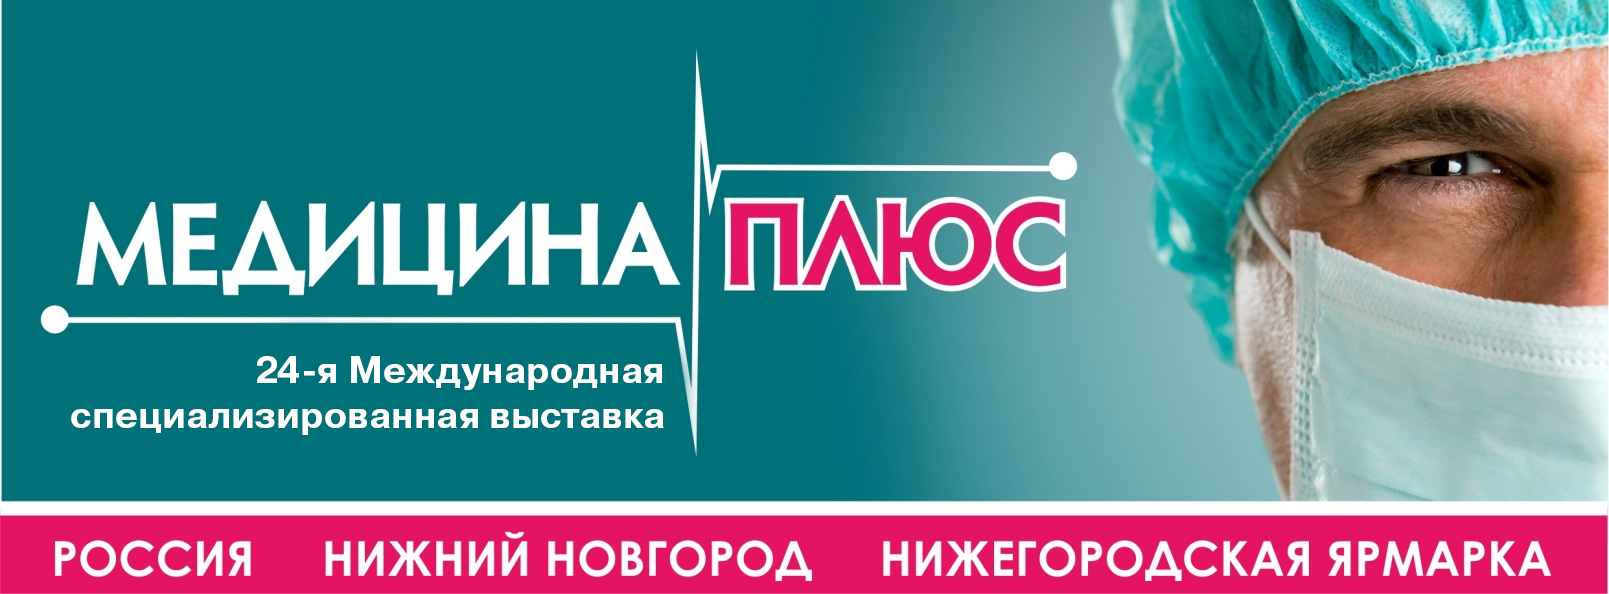 МЕДИЦИНА ПЛЮС
24-я Международная
специализированная выставка
РОССИЯ НИЖНИЙ НОВГОРОД НИЖЕГОРОДСКАЯ ЯРМАРКА